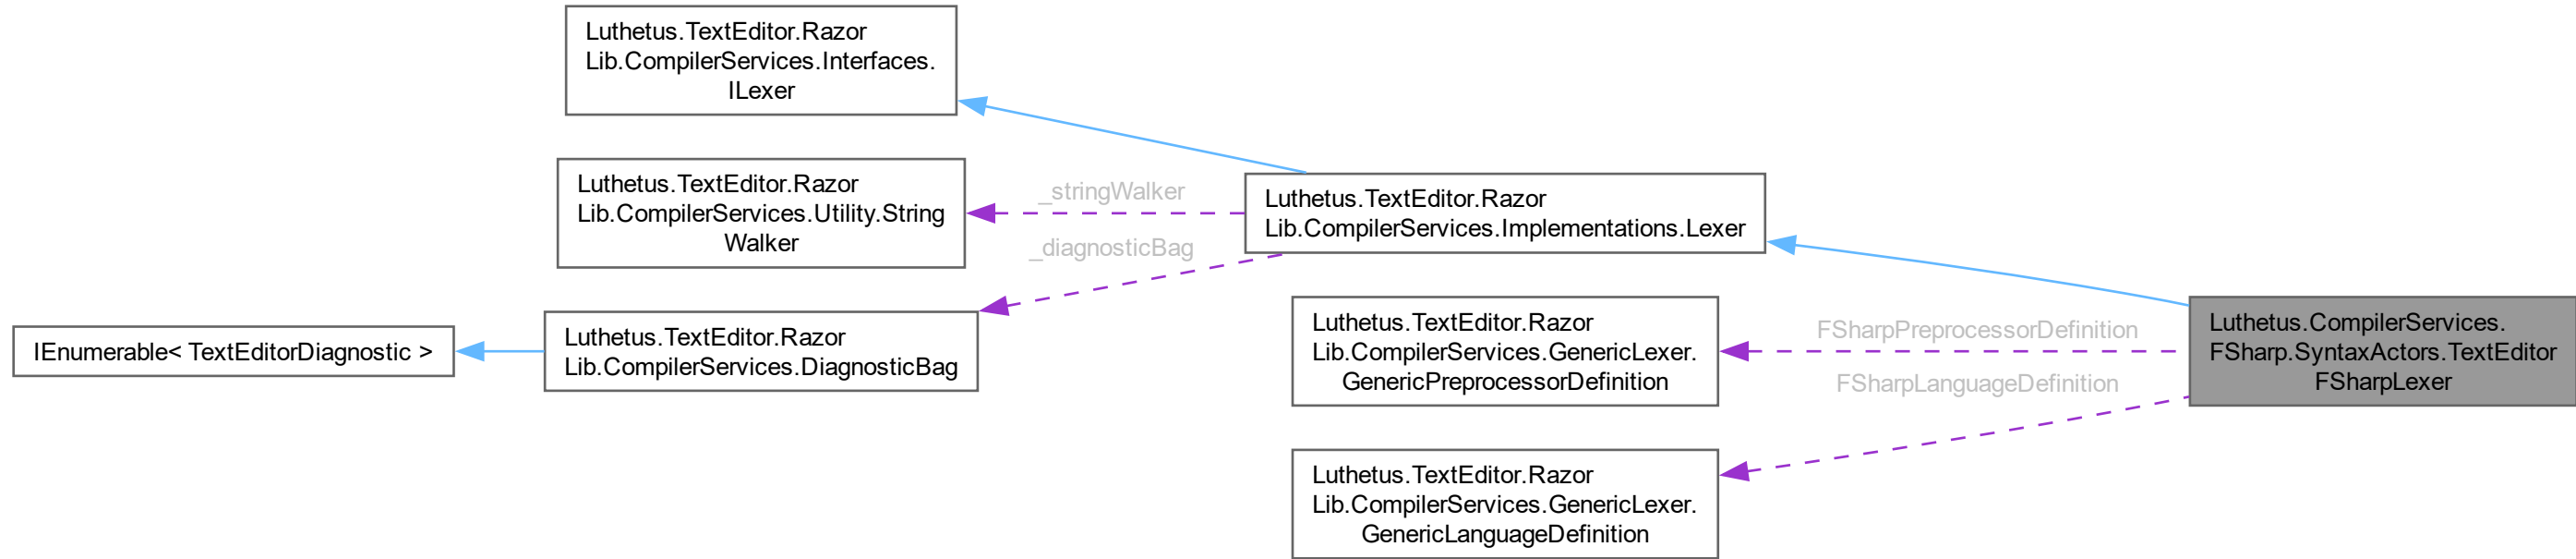 Luthetus.TextEditor.Razor
Lib.CompilerServices.Interfaces.
ILexer
Luthetus.TextEditor.Razor
Lib.CompilerServices.Utility.String
Walker
_stringWalker
Luthetus.TextEditor.Razor
Lib.CompilerServices.Implementations.Lexer
_diagnosticBag
IEnumerable< TextEditorDiagnostic >
Luthetus.TextEditor.Razor
Lib.CompilerServices.DiagnosticBag
Luthetus.TextEditor.Razor
Lib.CompilerServices.GenericLexer.
GenericPreprocessorDefinition
FSharpPreprocessorDefinition
FSharpLanguageDefinition
Luthetus.CompilerServices.
FSharp.SyntaxActors.TextEditor
FSharpLexer
Luthetus.TextEditor.Razor
Lib.CompilerServices.GenericLexer.
GenericLanguageDefinition